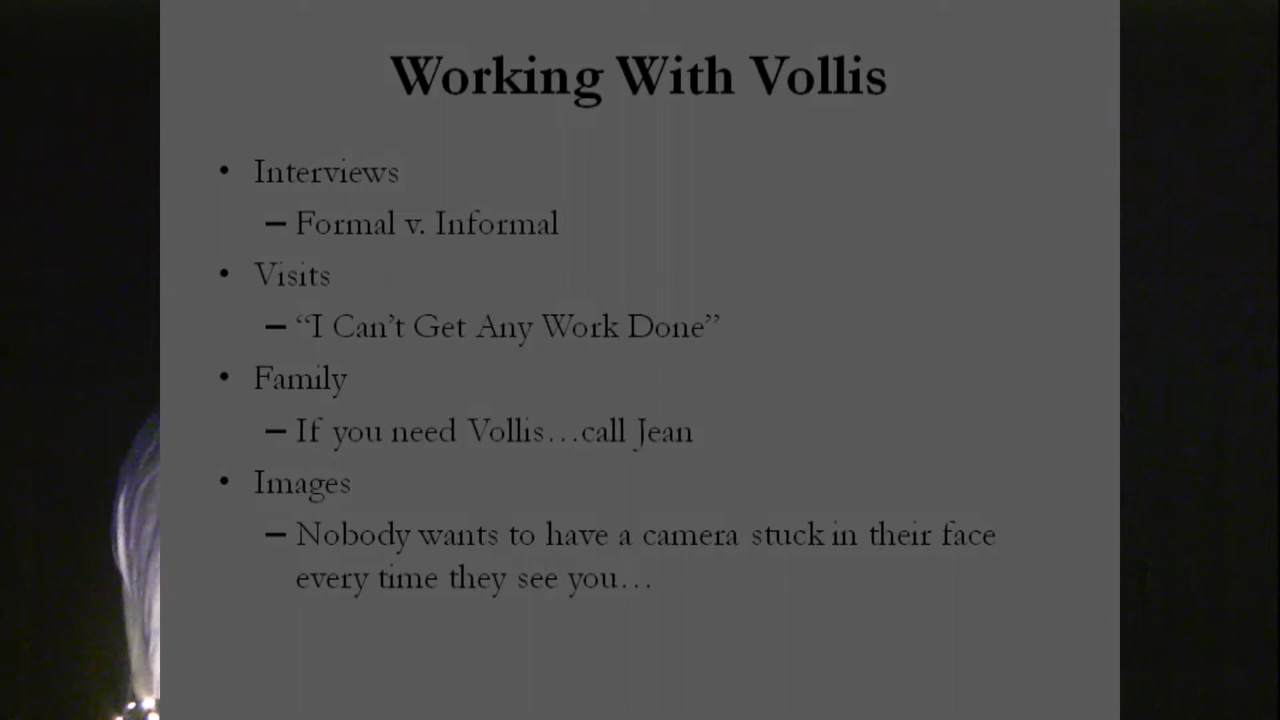 Working With Vollis
• Interviews
– Formal v. Informal
• Visits
– “I Can’t Get Any Work Done”
• Family
– If you need Vollis…call Jean
• Images
– Nobody wants to have a camera stuck in their face
every time they see you…